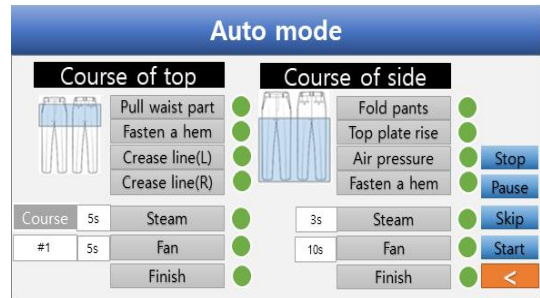 Auto mode
Course of top
Course of side
Pull waist part
Fasten a hem
Crease line(L)
Crease line(R)
Fold pants
Top plate rise
Air pressure
Fasten a hem
Stop
Pause
Course 5s Steam
3s Steam
Skip
#1 5s Fan
10s Fan
Start
Finish
Finish
<